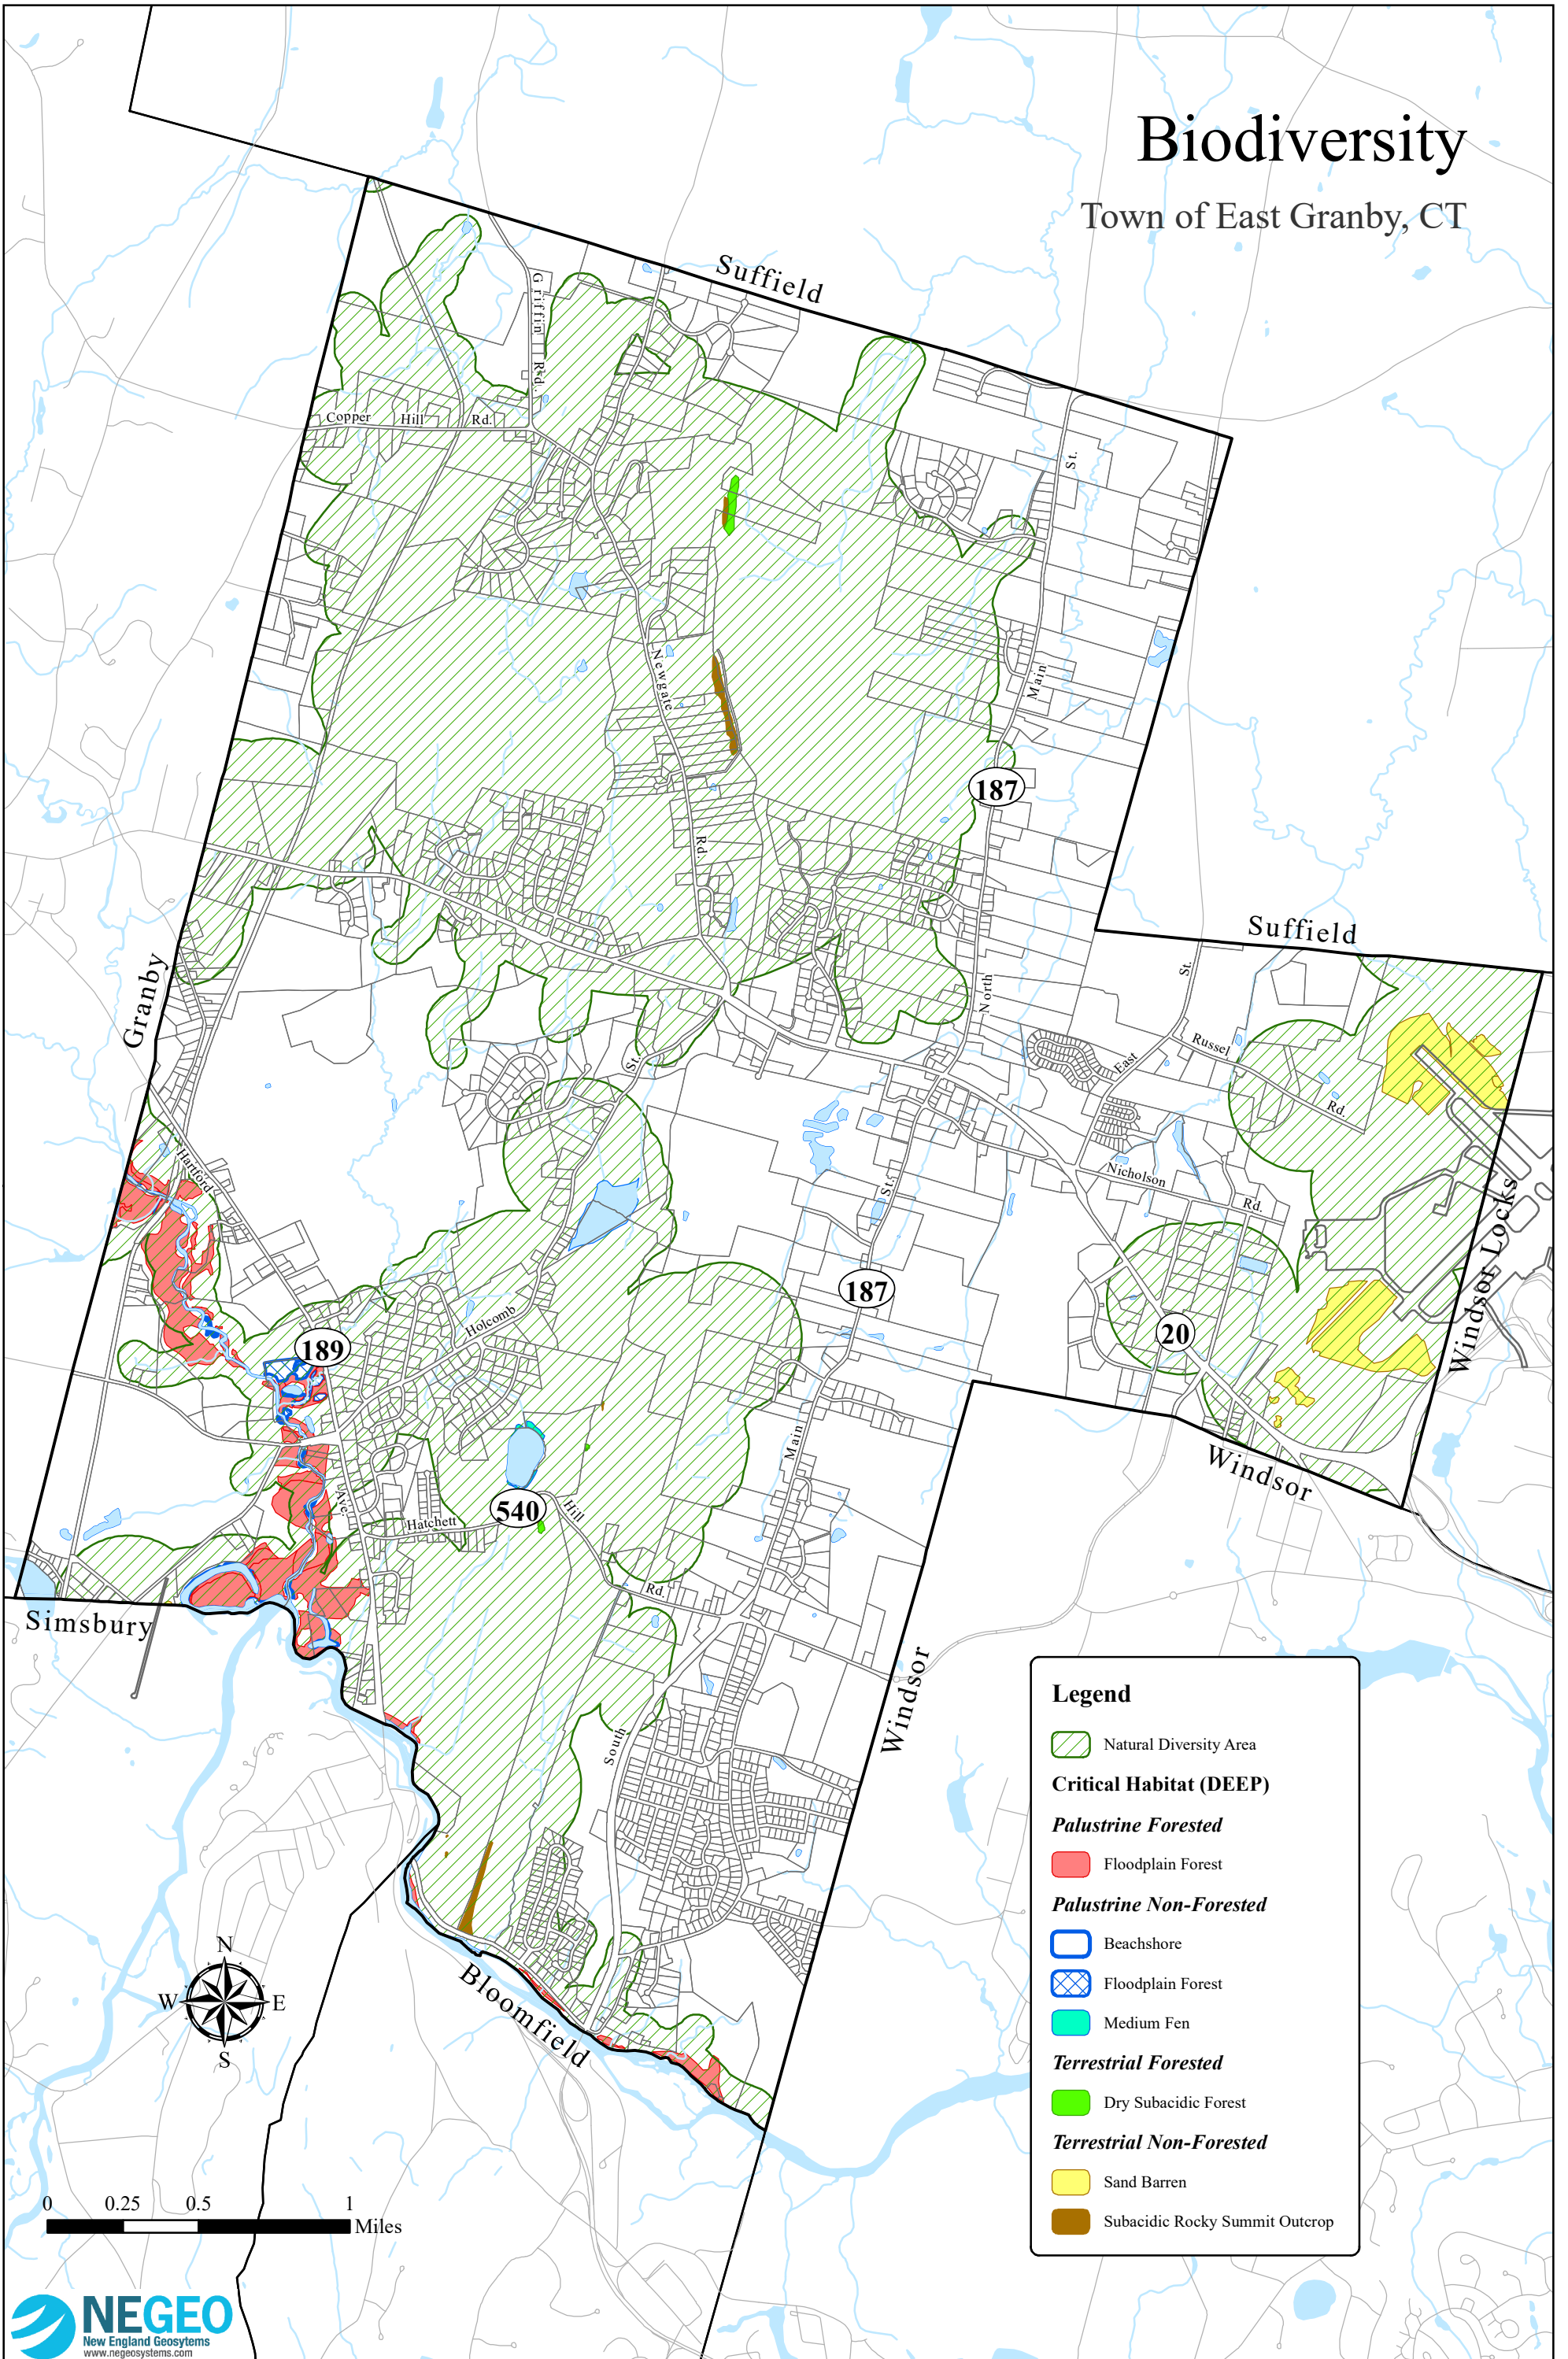 Biodiversity
Town of East Granby, CT
Suffield
Griffin Rd.
Copper Hill Rd.
St.
Newgate
Main
187
Rd.
Suffield
Granby
North
St.
East
Russel
Rd.
St.
Hartford
Nicholson
Rd.
St.
187
20
Windsor Locks
189
Holcomb
Main
Windsor
540
Hill
Ave.
Hatchett
Rd
Simsbury
South
Windsor
Bloomfield
N
W
E
S
Legend
Natural Diversity Area
Critical Habitat (DEEP)
Palustrine Forested
Floodplain Forest
Palustrine Non-Forested
Beachshore
Floodplain Forest
Medium Fen
Terrestrial Forested
Dry Subacidic Forest
Terrestrial Non-Forested
Sand Barren
Subacidic Rocky Summit Outcrop
0 0.25 0.5 1
Miles
NEGEO
New England Geosytems
www.negeosystems.com